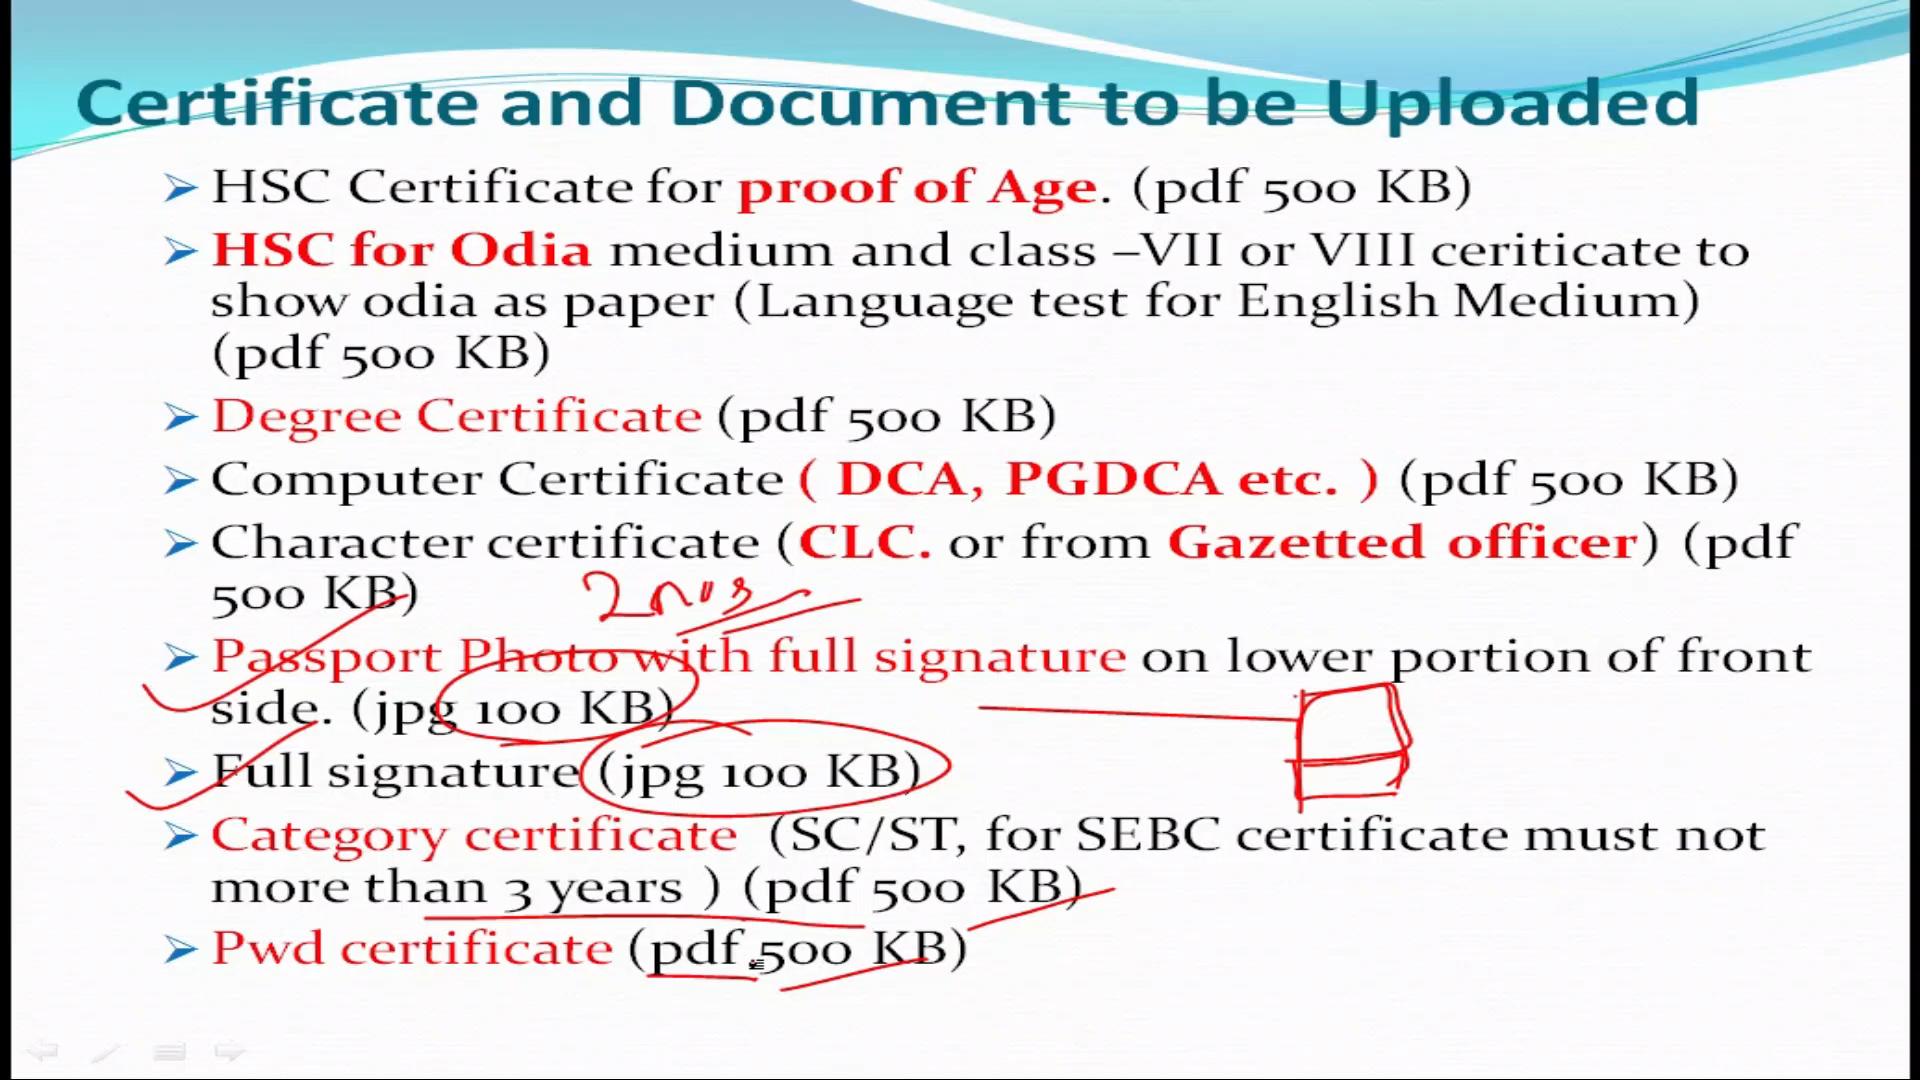 Certificate and Document to be Uploaded
HSC Certificate for proof of Age. (pdf 500 KB)
HSC for Odia medium and class –VII or VIII ceriticate to
show odia as paper (Language test for English Medium)
(pdf 500 KB)
Degree Certificate (pdf 500 KB)
Computer Certificate ( DCA, PGDCA etc. ) (pdf 500 KB)
Character certificate (CLC. or from Gazetted officer) (pdf
500 KB)
2 nos
Passport Photo with full signature on lower portion of front
side. (jpg 100 KB)
Full signature (jpg 100 KB)
Category certificate (SC/ST, for SEBC certificate must not
more than 3 years ) (pdf 500 KB)
Pwd certificate (pdf 500 KB)